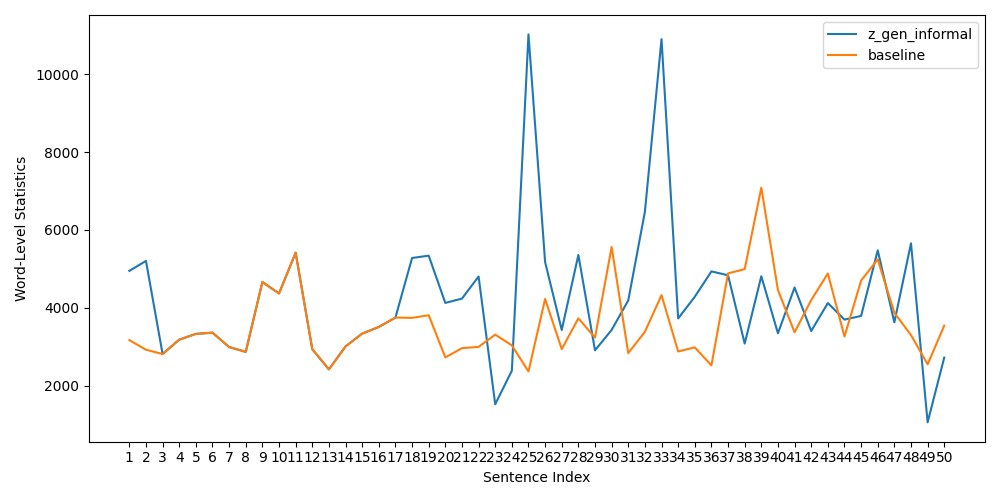 z_gen_informal
baseline
10000
8000
6000
4000
2000
Word-Level Statistics
1 2 3 4 5 6 7 8 9 10 11 12 13 14 15 16 17 18 19 20 21 22 23 24 25 26 27 28 29 30 31 32 33 34 35 36 37 38 39 40 41 42 43 44 45 46 47 48 49 50
Sentence Index